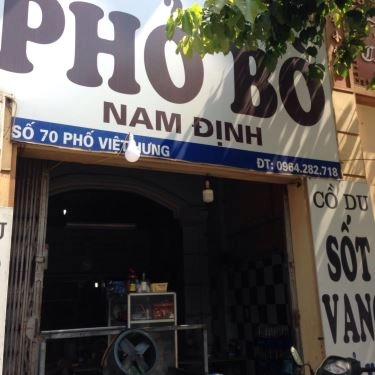 PHỞ BÒ
NAM ĐỊNH
SỐ 70 PHỐ VIỆT HƯNG
ĐT: 0964.282.718
CỒ DU
SỐT
VANG